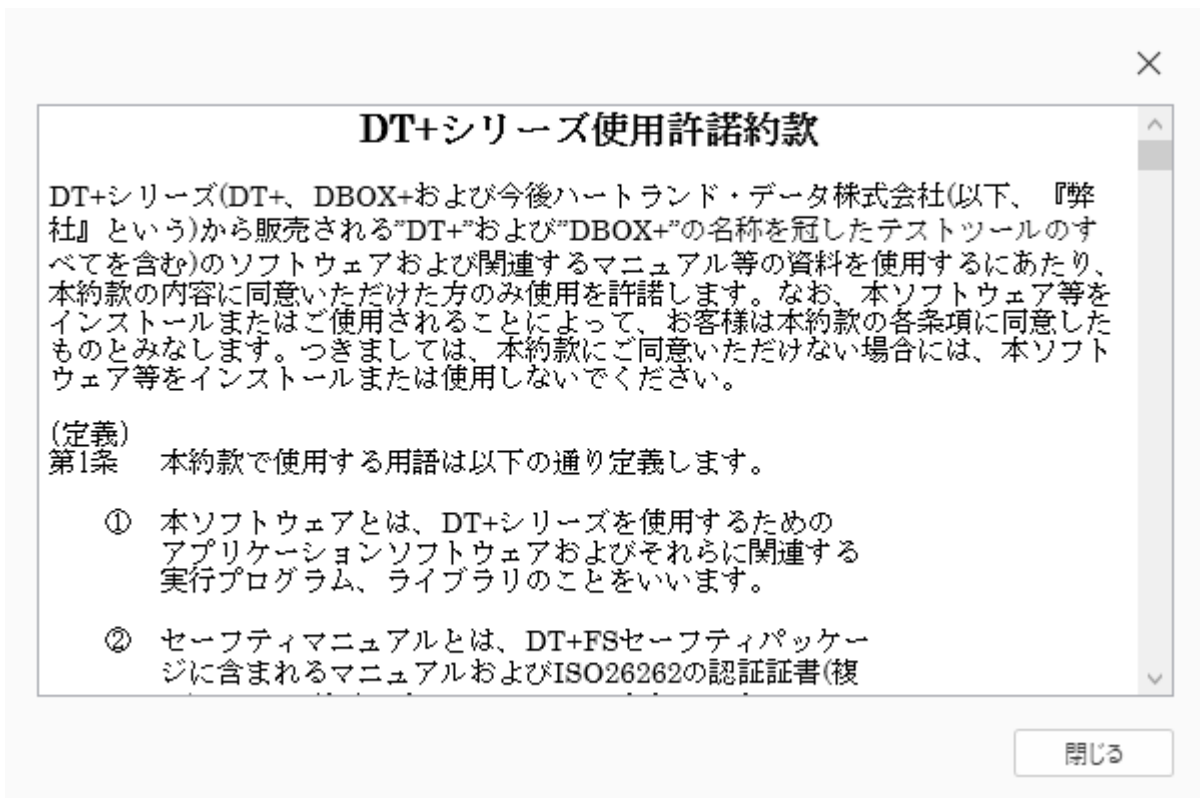 DT+シリーズ使用許諾約款
DT+シリーズ(DT+、DBOX+および今後ハートランド・データ株式会社(以下、『弊
社』という)から販売される"DT+"および"DBOX+"の名称を冠したテストツールのす
べてを含む)のソフトウェアおよび関連するマニュアル等の資料を使用するにあたり、
本約款の内容に同意いただけた方のみ使用を許諾します。なお、本ソフトウェア等を
インストールまたはご使用されることによって、お客様は本約款の各条項に同意した
ものとみなします。つきましては、本約款にご同意いただけない場合には、本ソフト
ウェア等をインストールまたは使用しないでください。
(定義)
第1条 本約款で使用する用語は以下の通り定義します。
① 本ソフトウェアとは、DT+シリーズを使用するための
アプリケーションソフトウェアおよびそれらに関連する
実行プログラム、ライブラリのことをいいます。
② セーフティマニュアルとは、DT+FSセーフティパッケー
ジに含まれるマニュアルおよびISO26262の認証証書(複
閉じる